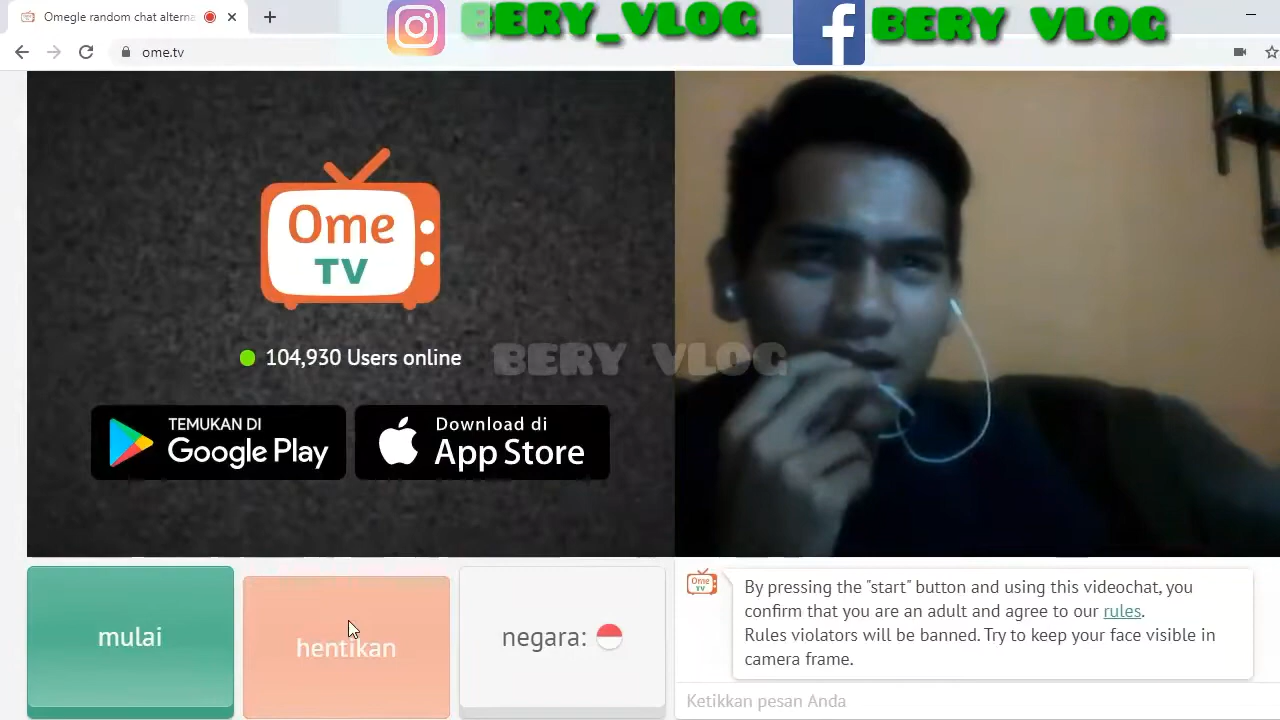 Omegle random chat alterna
BERY_VLOG
BERY VLOG
ome.tv
Ome
TV
104,930 Users online
BERY VLOG
TEMUKAN DI
Google Play
Download di
App Store
mulai
hentikan
negara:
Ome
TV
By pressing the "start" button and using this videochat, you
confirm that you are an adult and agree to our rules.
Rules violators will be banned. Try to keep your face visible in
camera frame.
Ketikkan pesan Anda